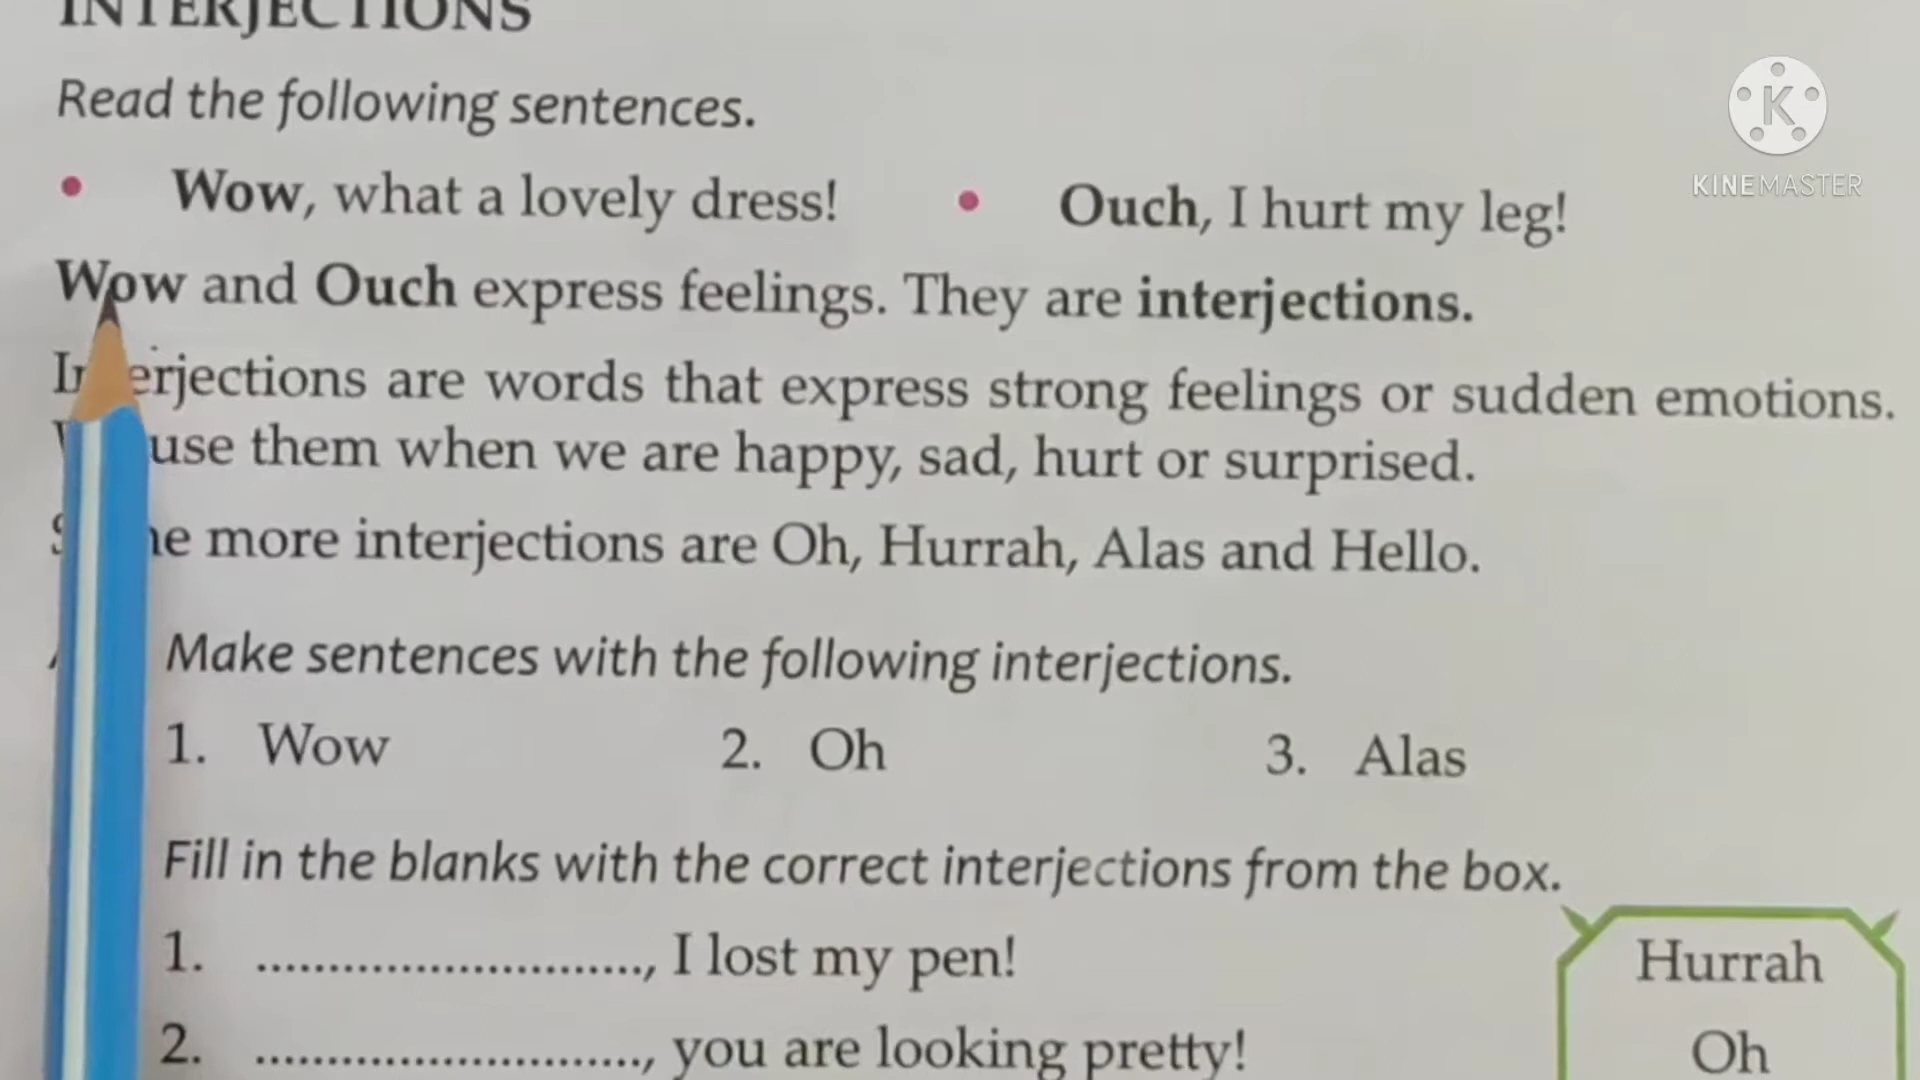 INTERJECTIONS
Read the following sentences.
• Wow, what a lovely dress! • Ouch, I hurt my leg!
Wow and Ouch express feelings. They are interjections.
Interjections are words that express strong feelings or sudden emotions.
use them when we are happy, sad, hurt or surprised.
more interjections are Oh, Hurrah, Alas and Hello.
Make sentences with the following interjections.
1. Wow 2. Oh 3. Alas
Fill in the blanks with the correct interjections from the box.
1. ..........................., I lost my pen!
2. ..........................., you are looking pretty!
Hurrah
Oh
K
KINEMASTER